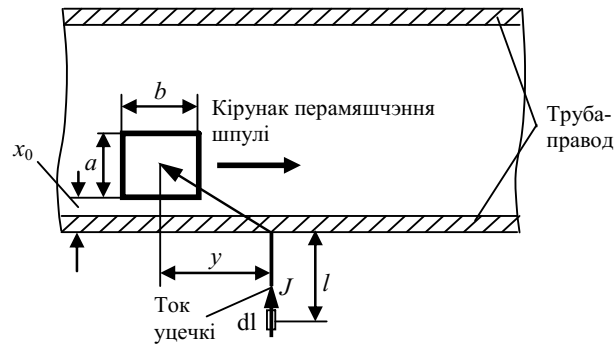 b
Кірунак перамяшчэння
шпулі
Труба-
правод
x0
a
y
J
l
Ток
уцечкі
dl